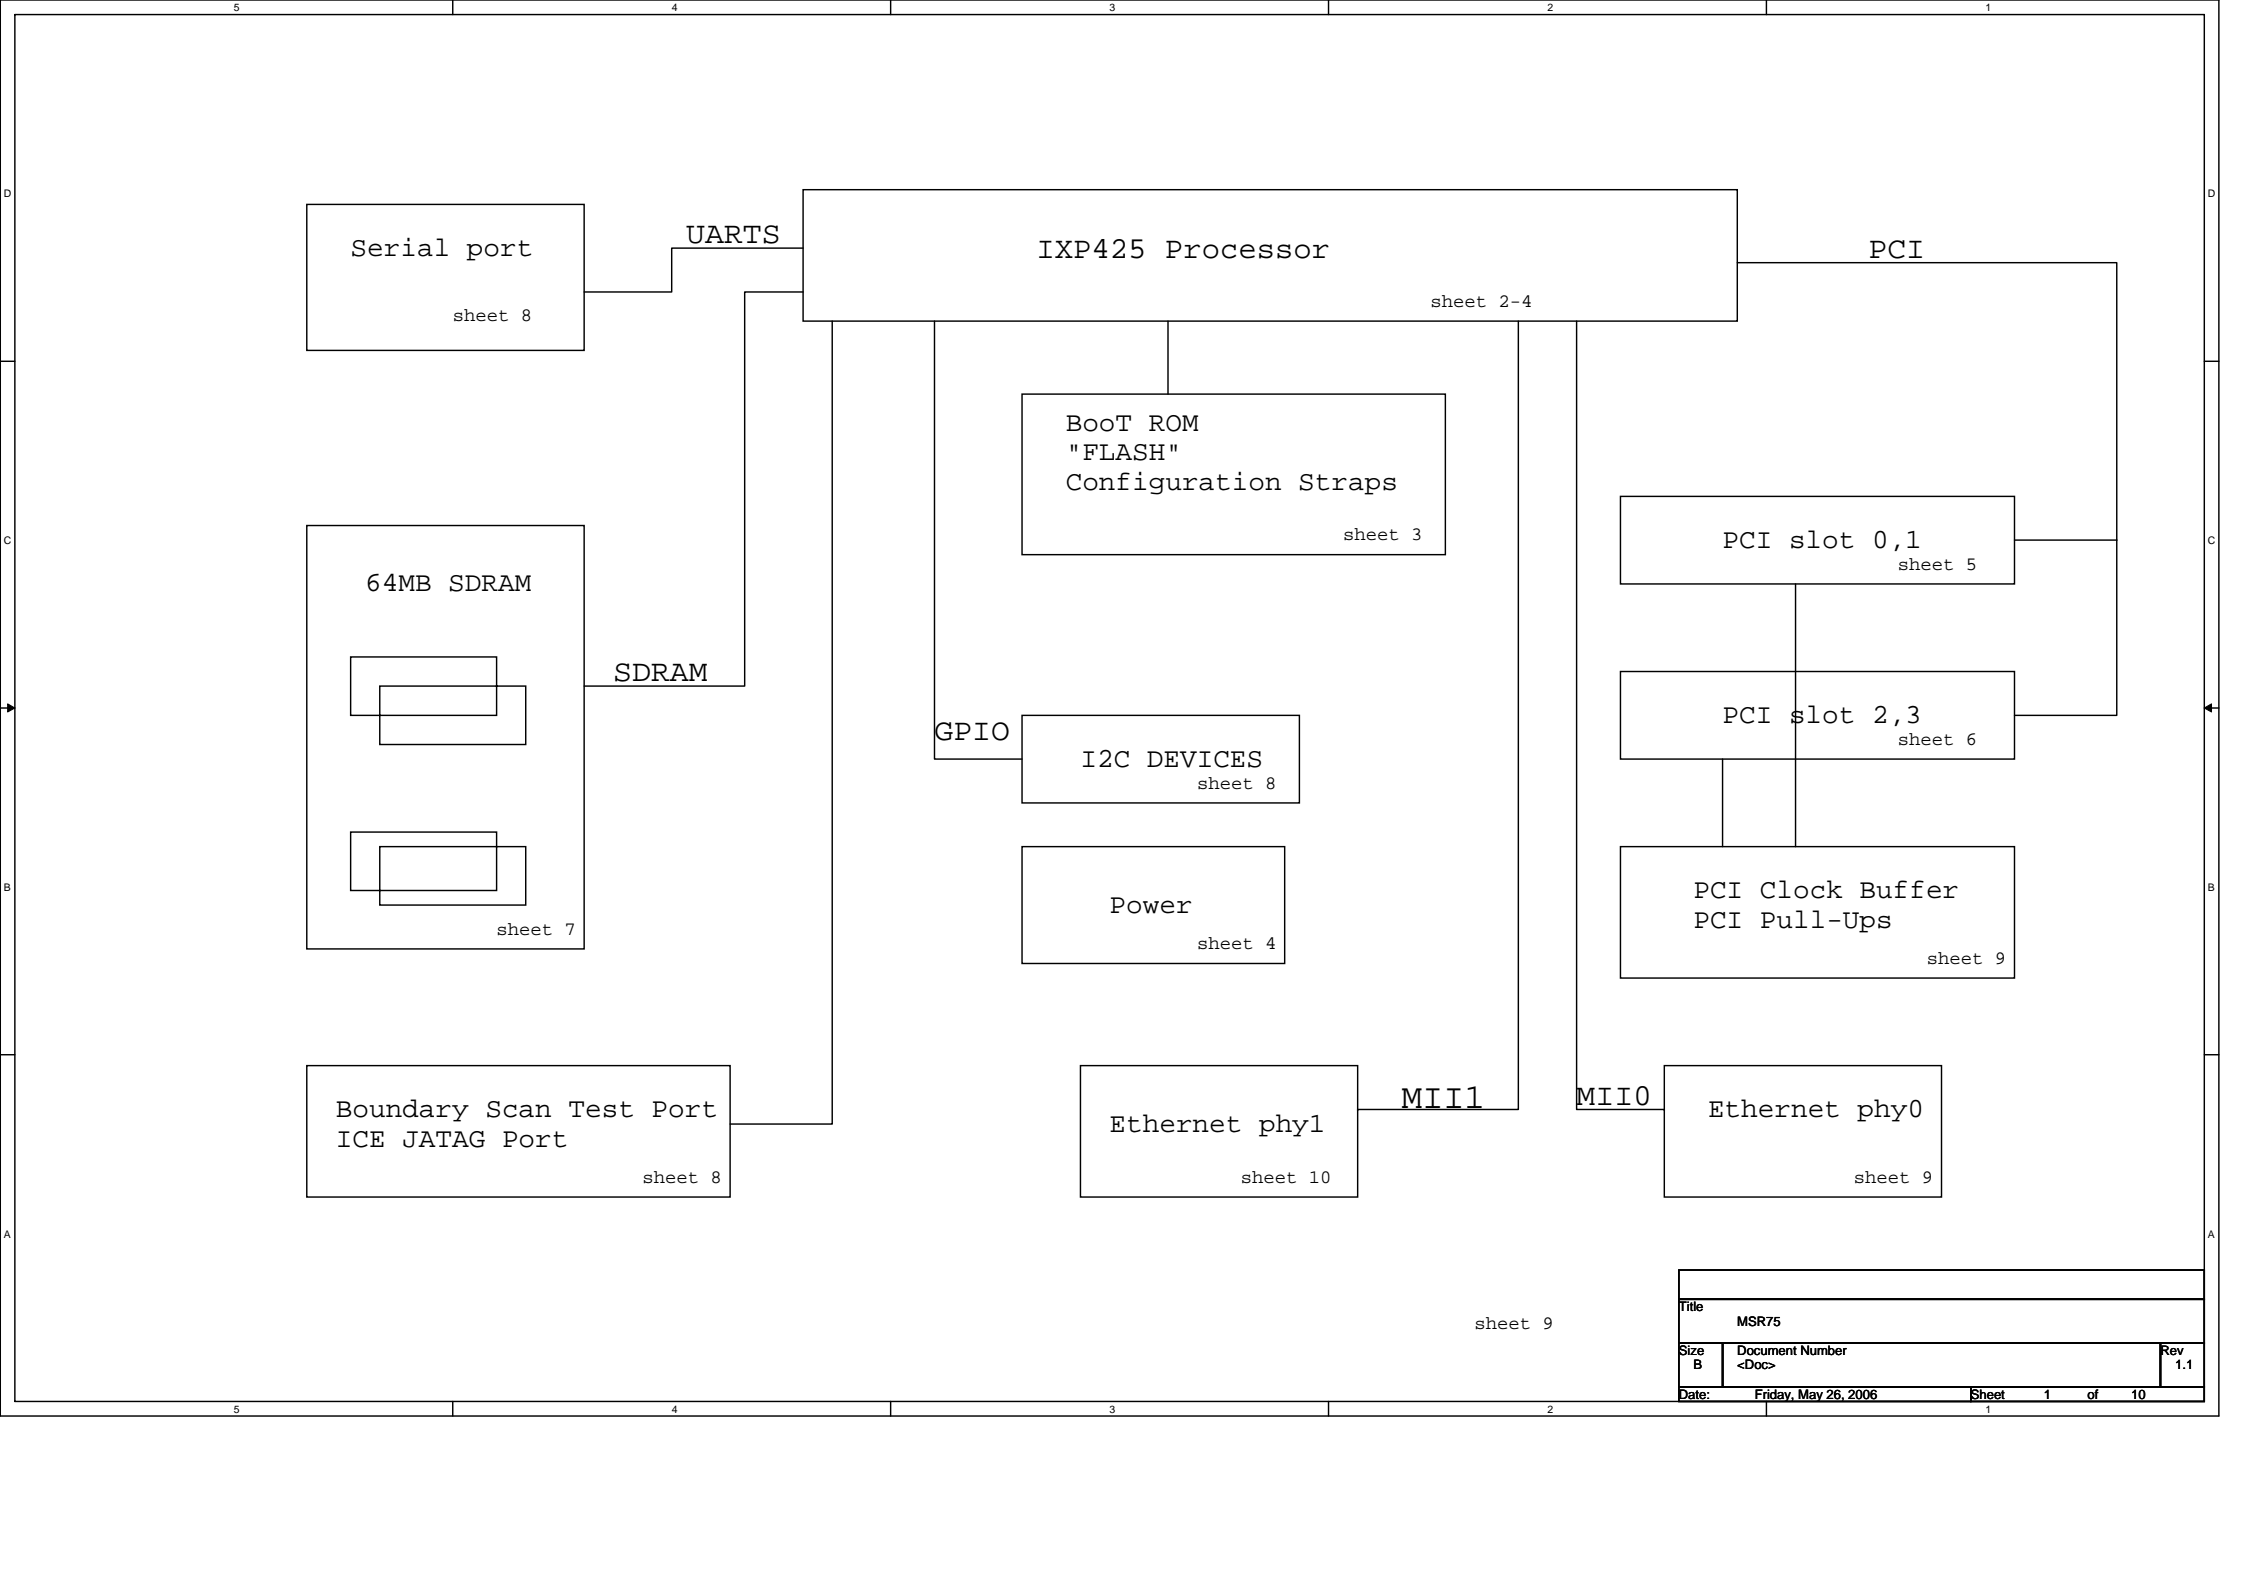 5 4 3 2 1
D D
Serial port
sheet 8
UARTS
IXP425 Processor
sheet 2-4
PCI
BooT ROM
"FLASH"
Configuration Straps
sheet 3
C C
64MB SDRAM
sheet 7
SDRAM
PCI slot 0,1
sheet 5
PCI slot 2,3
sheet 6
GPIO
I2C DEVICES
sheet 8
Power
sheet 4
B B
PCI Clock Buffer
PCI Pull-Ups
sheet 9
Boundary Scan Test Port
ICE JATAG Port
sheet 8
Ethernet phy1
sheet 10
MII1
MII0
Ethernet phy0
sheet 9
A A
sheet 9
Title
MSR75
Size Document Number Rev
B <Doc> 1.1
Date: Friday, May 26, 2006 Sheet 1 of 10
5 4 3 2 1